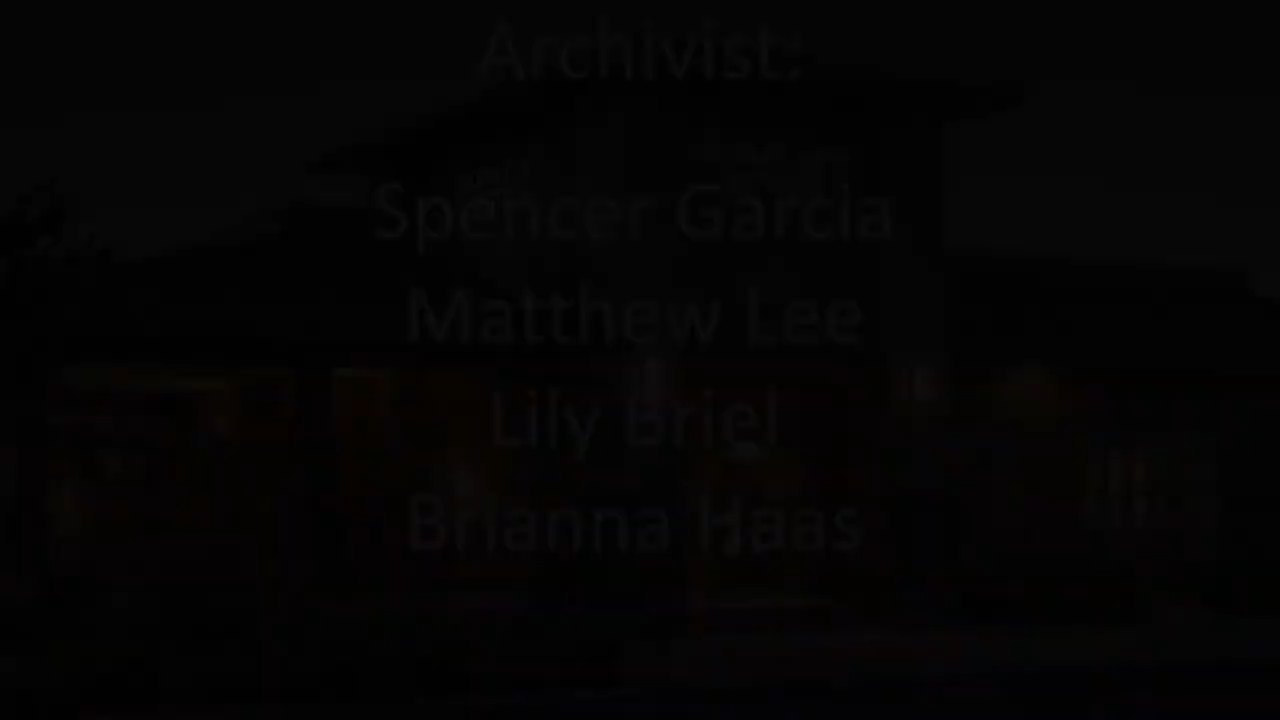 Archivist:
Spencer Garcia
Matthew Lee
Lily Briel
Brianna Haas